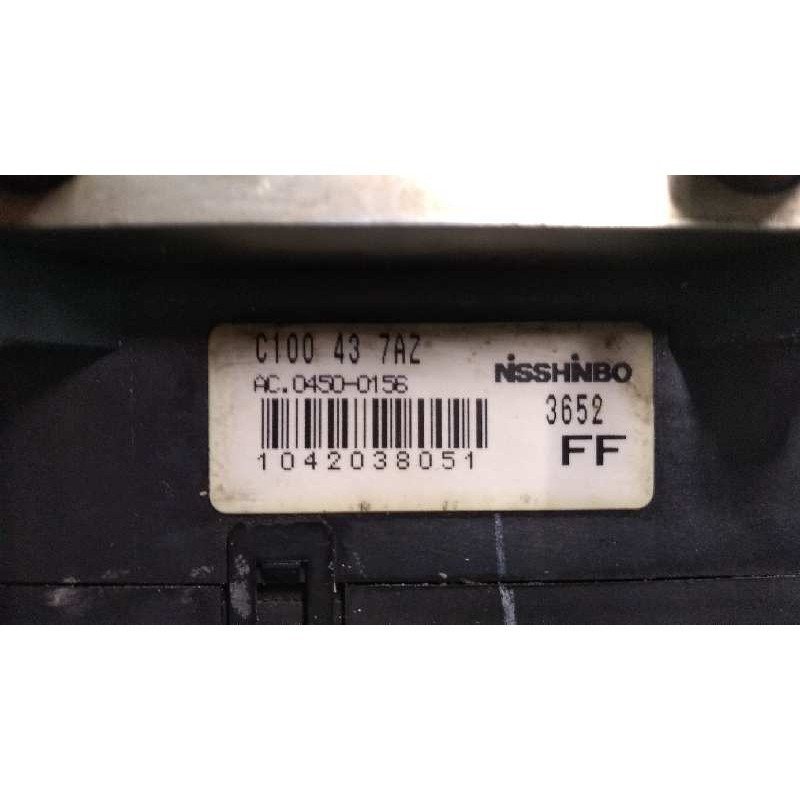 C100 43 7AZ
NISSHINBO
AC.0450-0156
3652
1042038051
FF